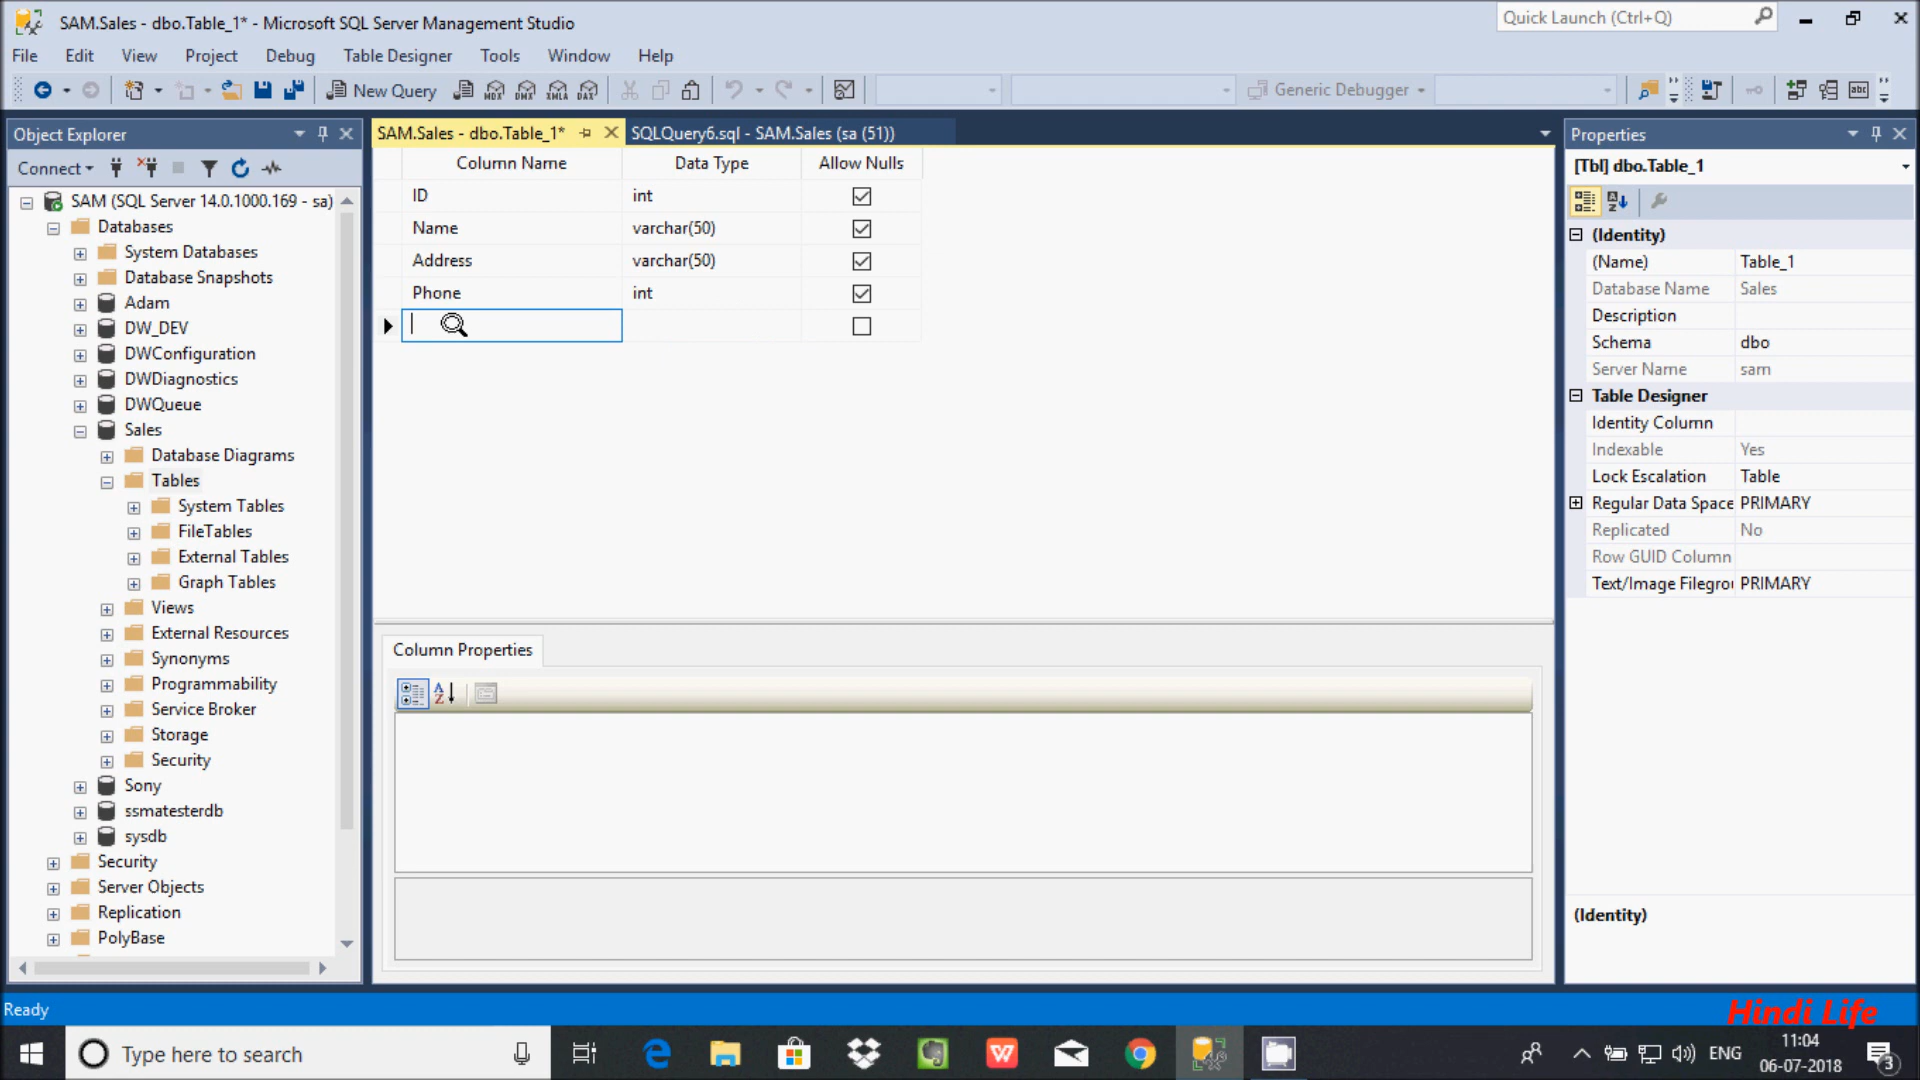 SAM.Sales - dbo.Table_1* - Microsoft SQL Server Management Studio
Quick Launch (Ctrl+Q)
File Edit View Project Debug Table Designer Tools Window Help
New Query MDX DMX XMLA DAX Generic Debugger
Object Explorer
Connect
SAM (SQL Server 14.0.1000.169 - sa)
Databases
System Databases
Database Snapshots
Adam
DW_DEV
DWConfiguration
DWDiagnostics
DWQueue
Sales
Database Diagrams
Tables
System Tables
FileTables
External Tables
Graph Tables
Views
External Resources
Synonyms
Programmability
Service Broker
Storage
Security
Sony
ssmatesterdb
sysdb
Security
Server Objects
Replication
PolyBase
SAM.Sales - dbo.Table_1* SQLQuery6.sql - SAM.Sales (sa (51))
Column Name Data Type Allow Nulls
ID int
Name varchar(50)
Address varchar(50)
Phone int
Column Properties
Properties
[Tbl] dbo.Table_1
(Identity)
(Name) Table_1
Database Name Sales
Description
Schema dbo
Server Name sam
Table Designer
Identity Column
Indexable Yes
Lock Escalation Table
Regular Data Space PRIMARY
Replicated No
Row GUID Column
Text/Image Filegrou PRIMARY
(Identity)
Ready
Hindi Life
Type here to search
ENG
11:04
06-07-2018
3